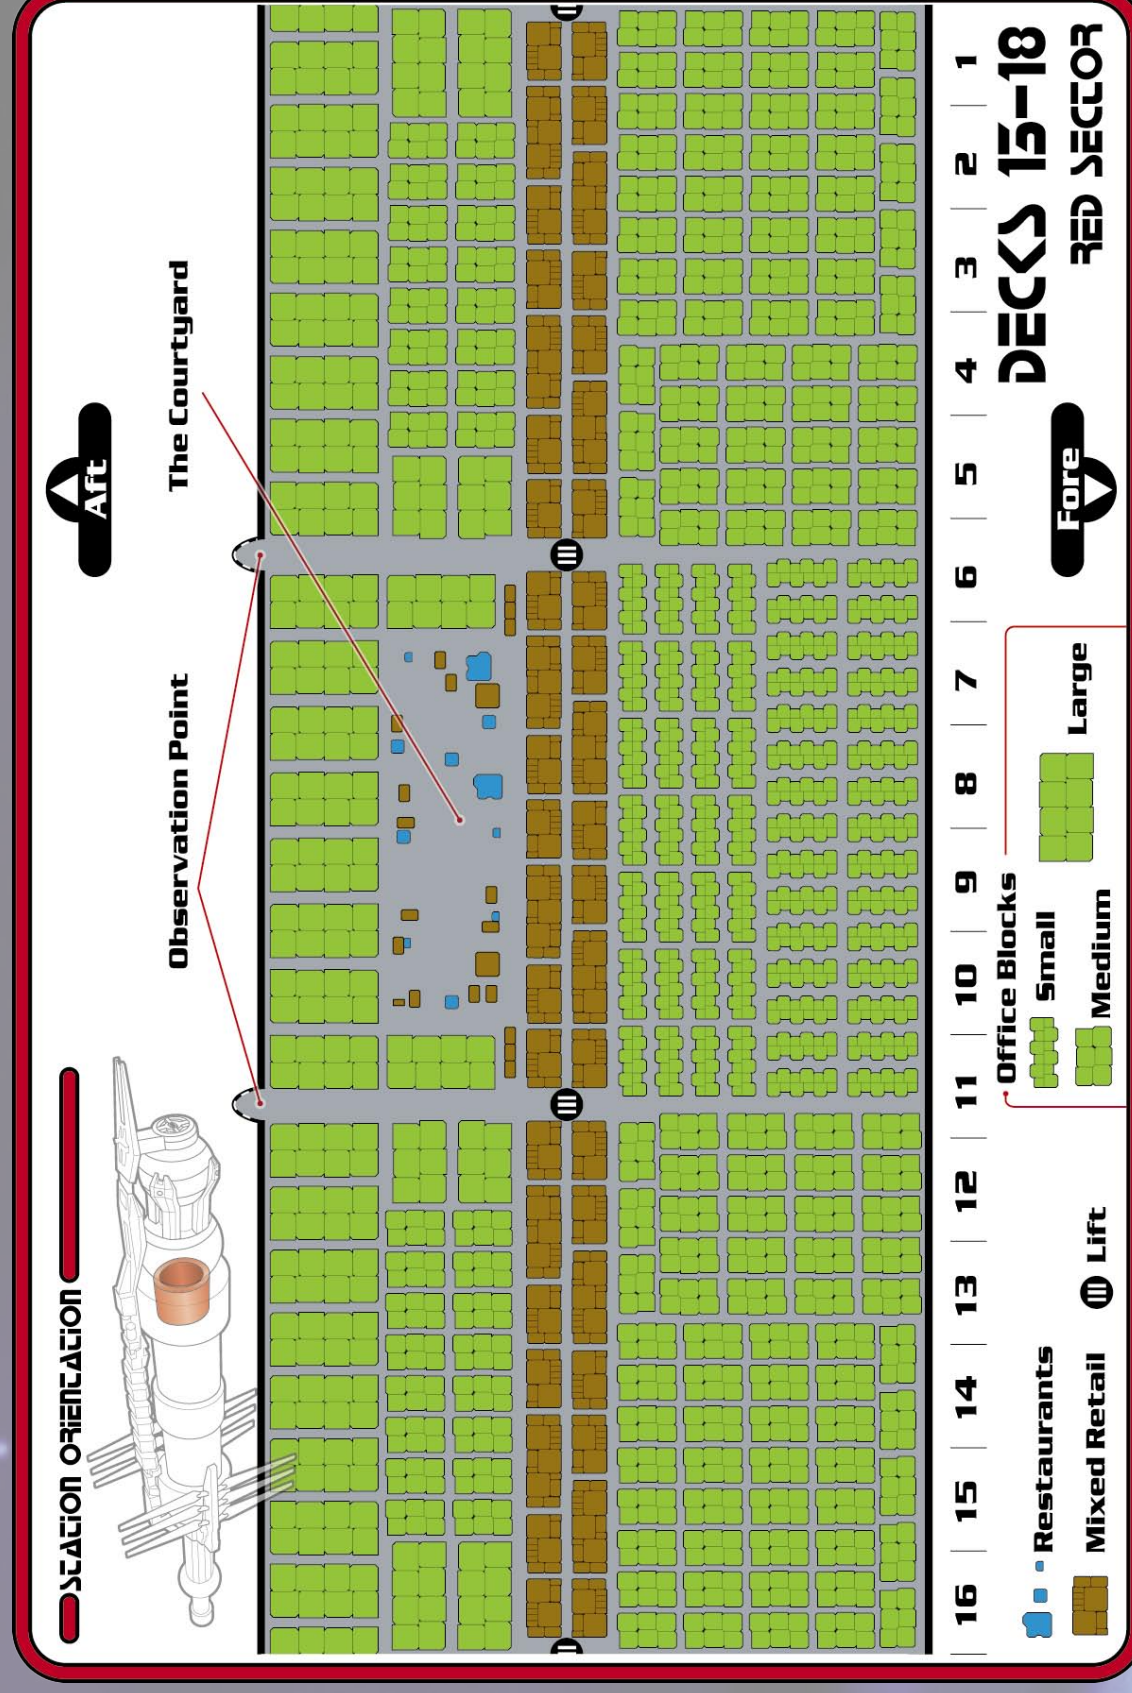 DECKS 15-18
RED SECTOR
Aft
Fore
The Courtyard
Observation Point
STATION ORIENTATION
1
2
3
4
5
6
7
8
9
10
11
12
13
14
15
16
Office Blocks
Small
Medium
Large
Restaurants
Mixed Retail
Lift